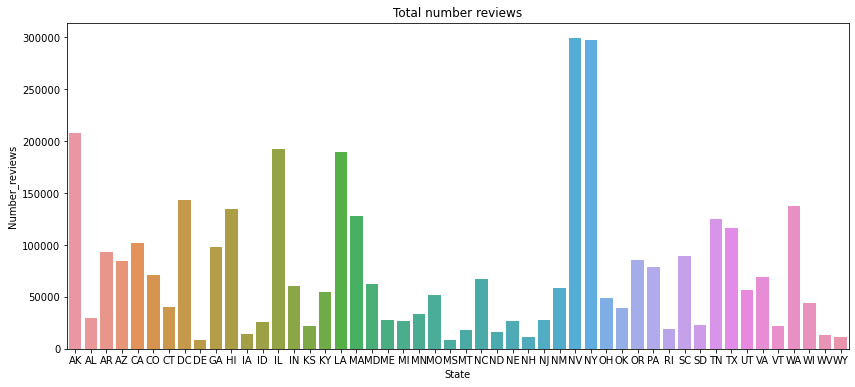 Total number reviews
300000
250000
200000
150000
100000
50000
0
Number_reviews
AK AL AR AZ CA CO CT DC DE GA HI IA ID IL IN KS KY LA MA MD ME MI MN MO MS MT NC ND NE NH NJ NM NV NY OH OK OR PA RI SC SD TN TX UT VA VT WA WI WV WY
State